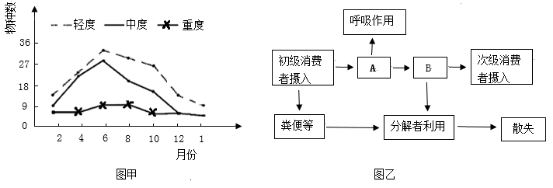 物种数
轻度 中度 重度
36
27
18
9
0
2 4 6 8 10 12 1
月份
图甲
呼吸作用
初级消费者摄入
A
B
次级消费者摄入
粪便等
分解者利用
散失
图乙